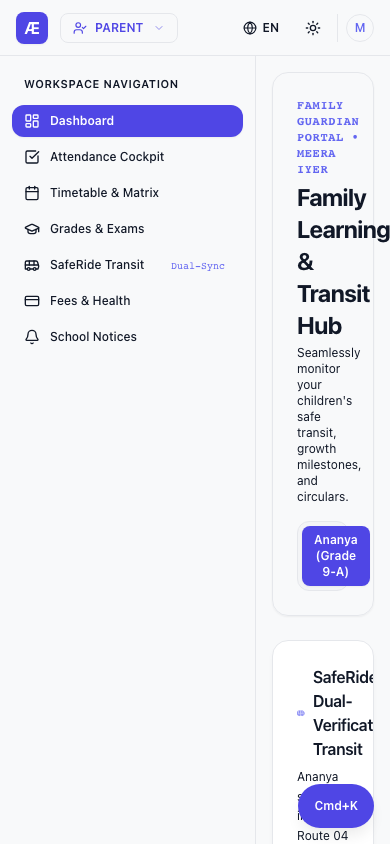 Æ
PARENT
EN
M
WORKSPACE NAVIGATION
Dashboard
Attendance Cockpit
Timetable & Matrix
Grades & Exams
SafeRide Transit
Dual-Sync
Fees & Health
School Notices
FAMILY
GUARDIAN
PORTAL •
MEERA
IYER
Family
Learning
&
Transit
Hub
Seamlessly
monitor
your
children's
safe
transit,
growth
milestones,
and
circulars.
Ananya
(Grade
9-A)
SafeRide
Dual-
Verificat
Transit
Ananya
Route 04
Cmd+K